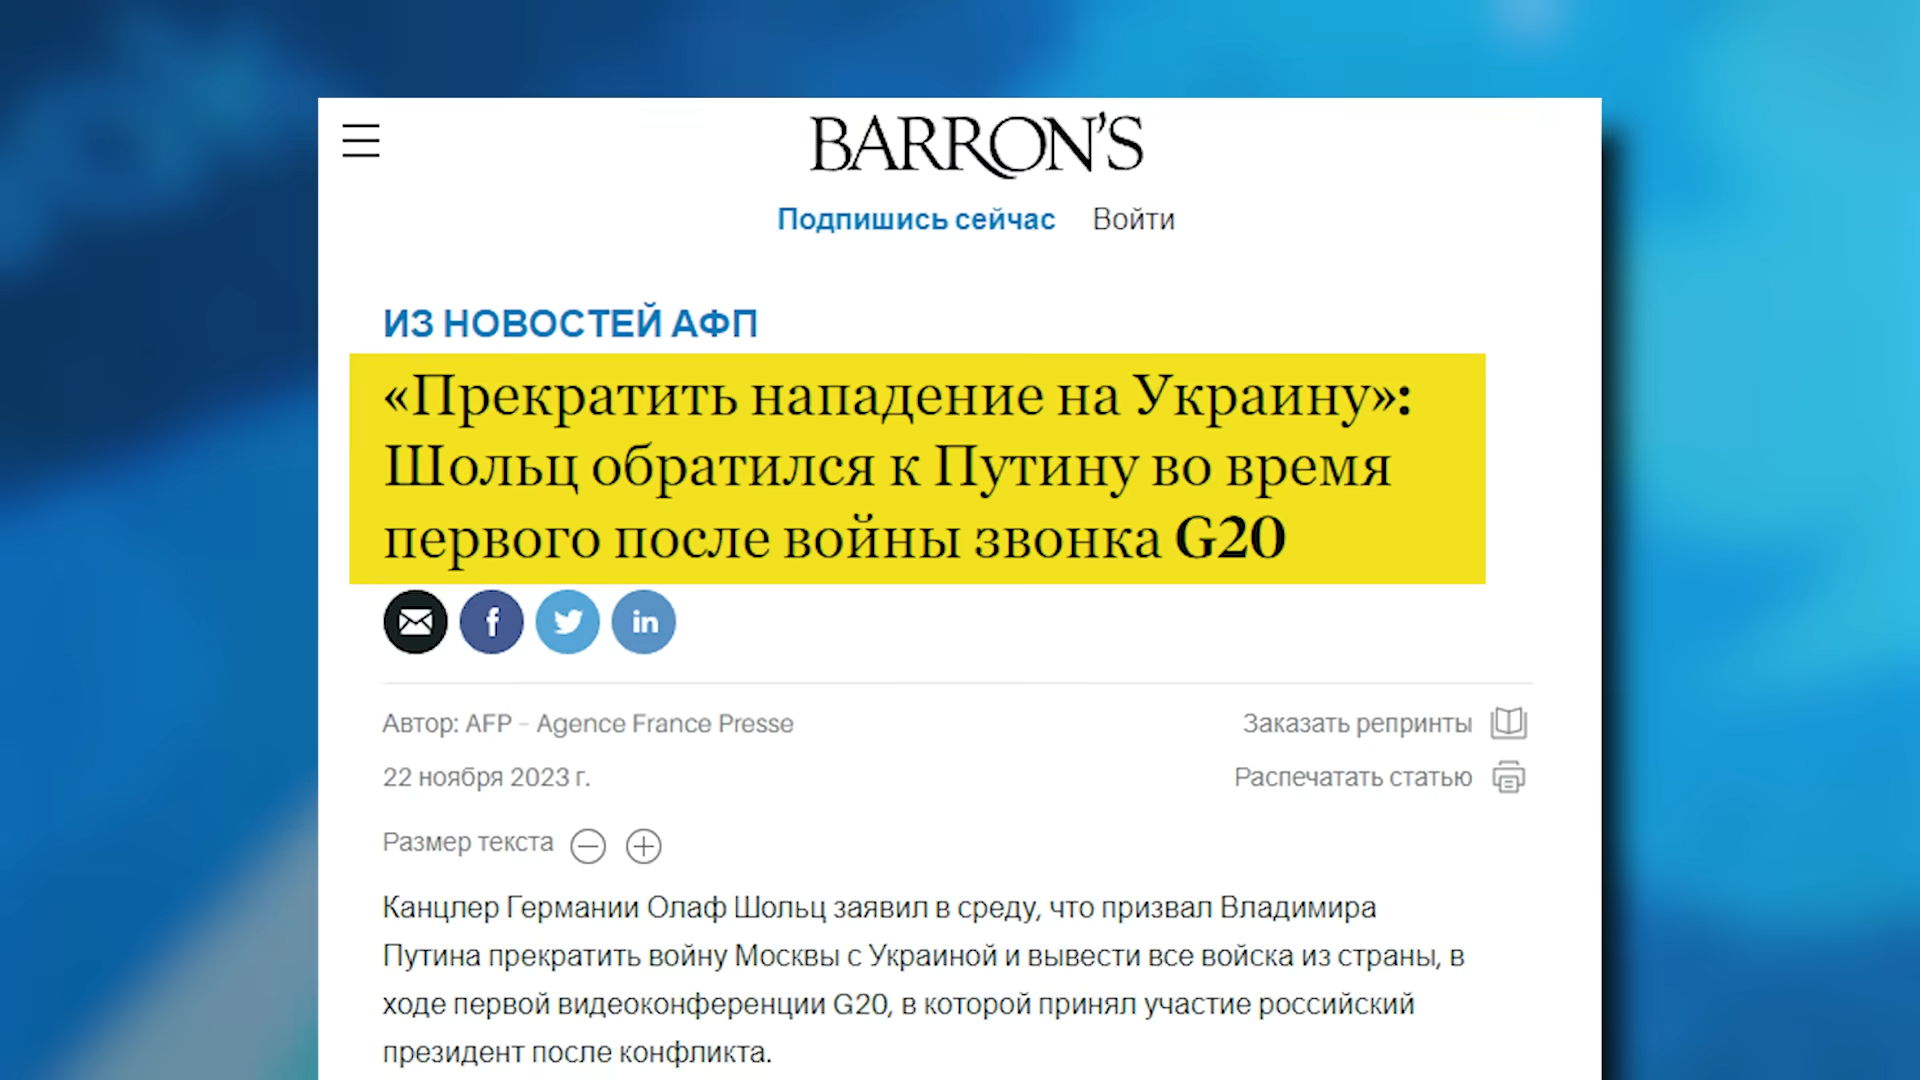 BARRON'S
Подпишись сейчас Войти
ИЗ НОВОСТЕЙ АФП
«Прекратить нападение на Украину»:
Шольц обратился к Путину во время
первого после войны звонка G20
f in
Автор: AFP - Agence France Presse
Заказать репринты
22 ноября 2023 г.
Распечатать статью
Размер текста
Канцлер Германии Олаф Шольц заявил в среду, что призвал Владимира
Путина прекратить войну Москвы с Украиной и вывести все войска из страны, в
ходе первой видеоконференции G20, в которой принял участие российский
президент после конфликта.